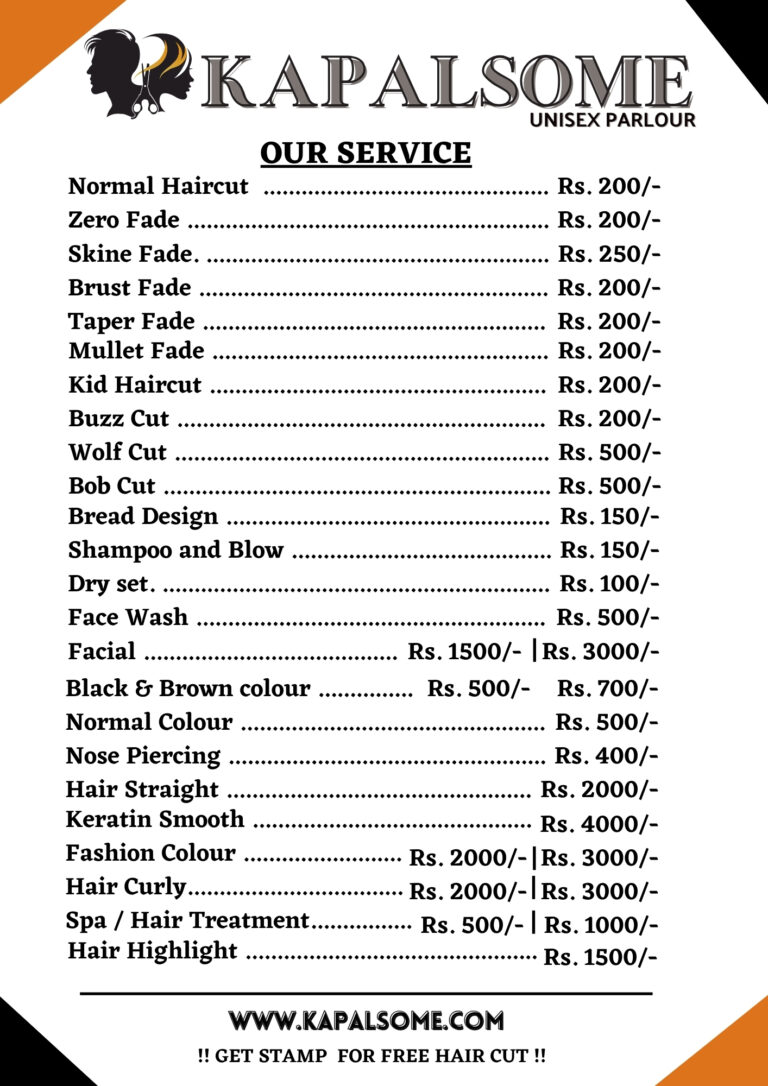 KAPALSOME
UNISEX PARLOUR
OUR SERVICE
Normal Haircut ............................................ Rs. 200/-
Zero Fade ........................................................ Rs. 200/-
Skine Fade. ..................................................... Rs. 250/-
Brust Fade ...................................................... Rs. 200/-
Taper Fade ..................................................... Rs. 200/-
Mullet Fade .................................................... Rs. 200/-
Kid Haircut .................................................... Rs. 200/-
Buzz Cut ......................................................... Rs. 200/-
Wolf Cut .......................................................... Rs. 500/-
Bob Cut ............................................................ Rs. 500/-
Bread Design .................................................. Rs. 150/-
Shampoo and Blow ........................................ Rs. 150/-
Dry set. ............................................................ Rs. 100/-
Face Wash ...................................................... Rs. 500/-
Facial ....................................... Rs. 1500/- |Rs. 3000/-
Black & Brown colour ............... Rs. 500/- Rs. 700/-
Normal Colour ............................................... Rs. 500/-
Nose Piercing ................................................. Rs. 400/-
Hair Straight ............................................... Rs. 2000/-
Keratin Smooth ........................................... Rs. 4000/-
Fashion Colour ........................ Rs. 2000/-|Rs. 3000/-
Hair Curly................................. Rs. 2000/-|Rs. 3000/-
Spa / Hair Treatment................ Rs. 500/- | Rs. 1000/-
Hair Highlight ............................................. Rs. 1500/-
WWW.KAPALSOME.COM
!! GET STAMP FOR FREE HAIR CUT !!